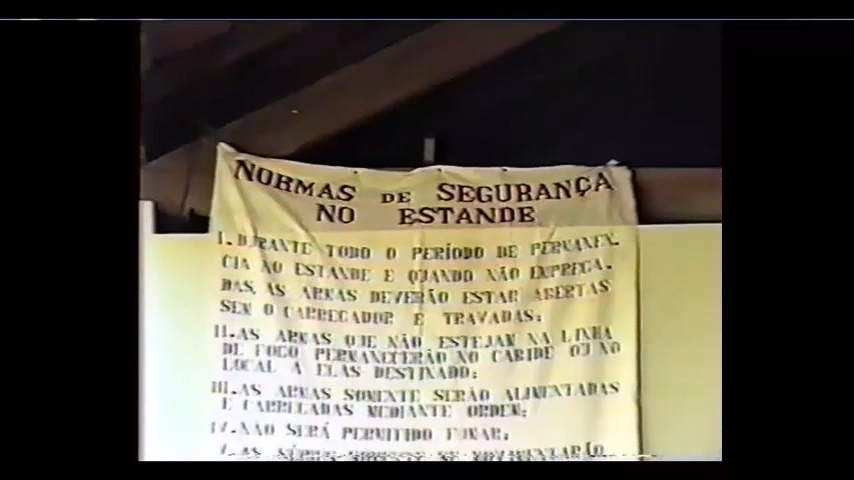 NORMAS DE SEGURANÇA
NO ESTANDE
I. DURANTE TODO O PERÍODO DE PERMANÊN-
CIA NO ESTANDE E QUANDO NÃO EMPREGA-
DAS, AS ARMAS DEVERÃO ESTAR ABERTAS
SEM O CARREGADOR E TRAVADAS;
II. AS ARMAS QUE NÃO ESTEJAM NA LINHA
DE FOGO PERMANECERÃO NO CABIDE OU NO
LOCAL A ELAS DESTINADO;
III. AS ARMAS SOMENTE SERÃO ALIMENTADAS
E CARREGADAS MEDIANTE ORDEM;
IV. NÃO SERÁ PERMITIDO FUMAR;
V. AS SE MOVIMENTARÃO